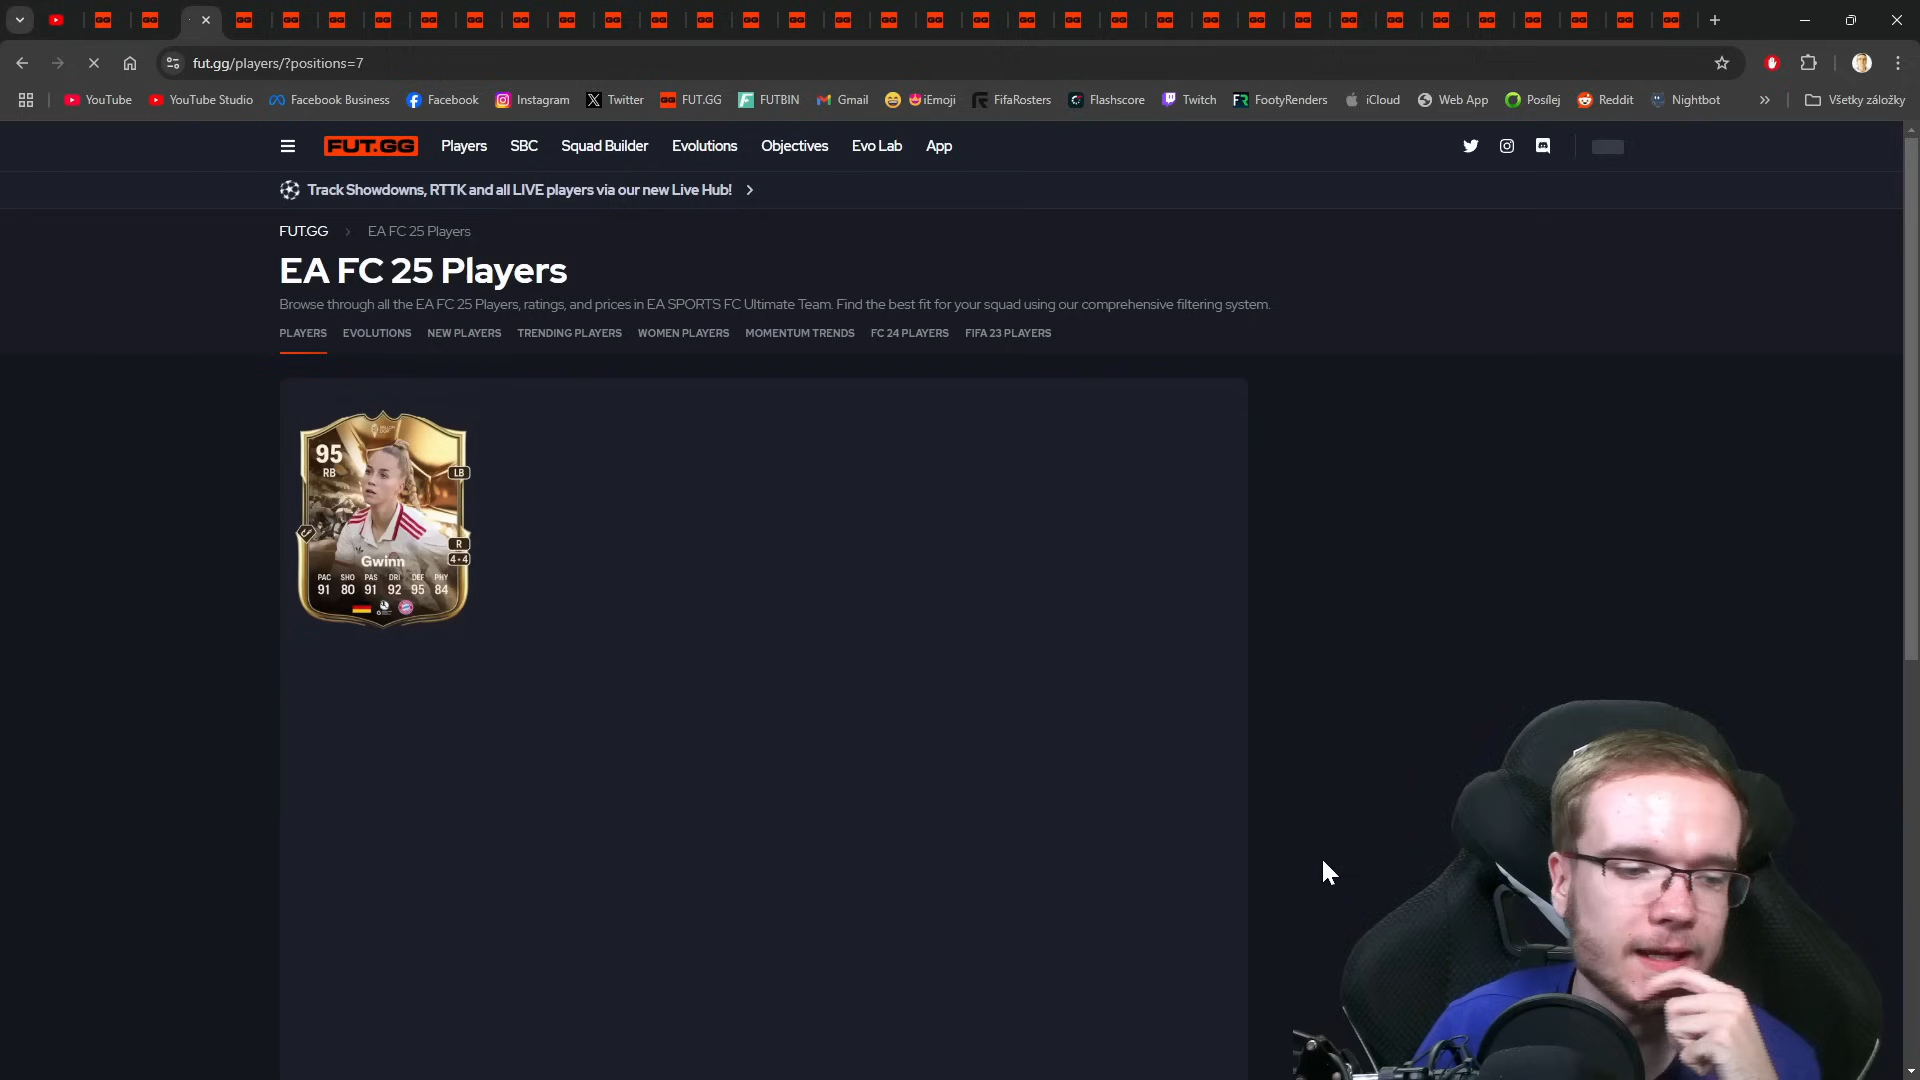 fut.gg/players/?positions=7
YouTube YouTube Studio Facebook Business Facebook Instagram Twitter FUT.GG FUTBIN Gmail iEmoji FifaRosters Flashscore Twitch FootyRenders iCloud Web App Posílej Reddit Nightbot » Všetky záložky
FUT.GG Players SBC Squad Builder Evolutions Objectives Evo Lab App
Track Showdowns, RTTK and all LIVE players via our new Live Hub!
FUT.GG EA FC 25 Players
EA FC 25 Players
Browse through all the EA FC 25 Players, ratings, and prices in EA SPORTS FC Ultimate Team. Find the best fit for your squad using our comprehensive filtering system.
PLAYERS EVOLUTIONS NEW PLAYERS TRENDING PLAYERS WOMEN PLAYERS MOMENTUM TRENDS FC 24 PLAYERS FIFA 23 PLAYERS
95
RB LB
R
Gwinn 4•4
PAC SHO PAS DRI DEF PHY
91 80 91 92 95 84